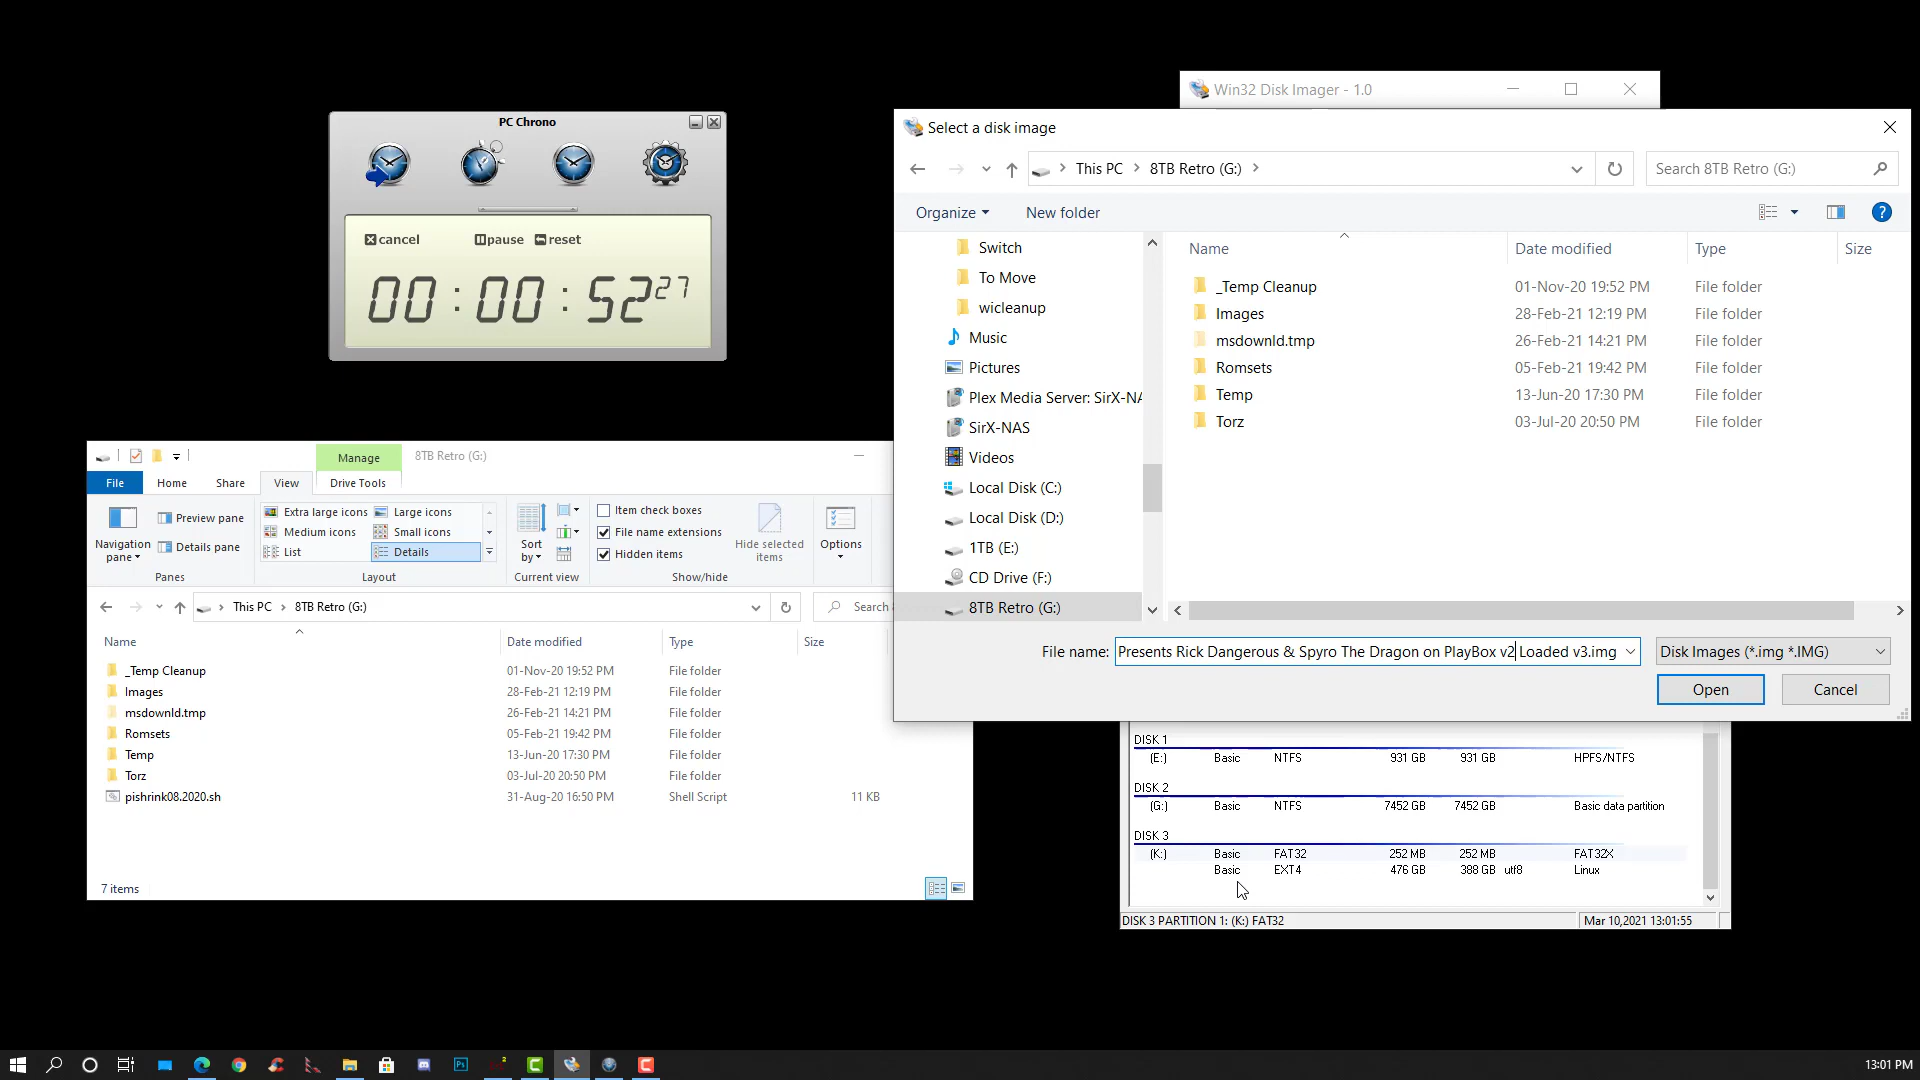 Win32 Disk Imager - 1.0
PC Chrono
cancel
pause
reset
00 : 00 : 52 27
Select a disk image
This PC
8TB Retro (G:)
Search 8TB Retro (G:)
Organize
New folder
Switch
To Move
wicleanup
Music
Pictures
Plex Media Server: SirX-NA
SirX-NAS
Videos
Local Disk (C:)
Local Disk (D:)
1TB (E:)
CD Drive (F:)
8TB Retro (G:)
Name Date modified Type Size
_Temp Cleanup 01-Nov-20 19:52 PM File folder
Images 28-Feb-21 12:19 PM File folder
msdownld.tmp 26-Feb-21 14:21 PM File folder
Romsets 05-Feb-21 19:42 PM File folder
Temp 13-Jun-20 17:30 PM File folder
Torz 03-Jul-20 20:50 PM File folder
File name: Presents Rick Dangerous & Spyro The Dragon on PlayBox v2 Loaded v3.img
Disk Images (*.img *.IMG)
Open
Cancel
Manage
8TB Retro (G:)
File
Home
Share
View
Drive Tools
Navigation pane
Preview pane
Details pane
Panes
Extra large icons
Large icons
Medium icons
Small icons
List
Details
Layout
Sort by
Current view
Item check boxes
File name extensions
Hidden items
Hide selected items
Show/hide
Options
This PC
8TB Retro (G:)
Search
Name Date modified Type Size
_Temp Cleanup 01-Nov-20 19:52 PM File folder
Images 28-Feb-21 12:19 PM File folder
msdownld.tmp 26-Feb-21 14:21 PM File folder
Romsets 05-Feb-21 19:42 PM File folder
Temp 13-Jun-20 17:30 PM File folder
Torz 03-Jul-20 20:50 PM File folder
pishrink08.2020.sh 31-Aug-20 16:50 PM Shell Script 11 KB
7 items
DISK 1
(E:) Basic NTFS 931 GB 931 GB HPFS/NTFS
DISK 2
(G:) Basic NTFS 7452 GB 7452 GB Basic data partition
DISK 3
(K:) Basic FAT32 252 MB 252 MB FAT32X
Basic EXT4 476 GB 388 GB utf8 Linux
DISK 3 PARTITION 1: (K:) FAT32
Mar 10,2021 13:01:55
Ps
13:01 PM